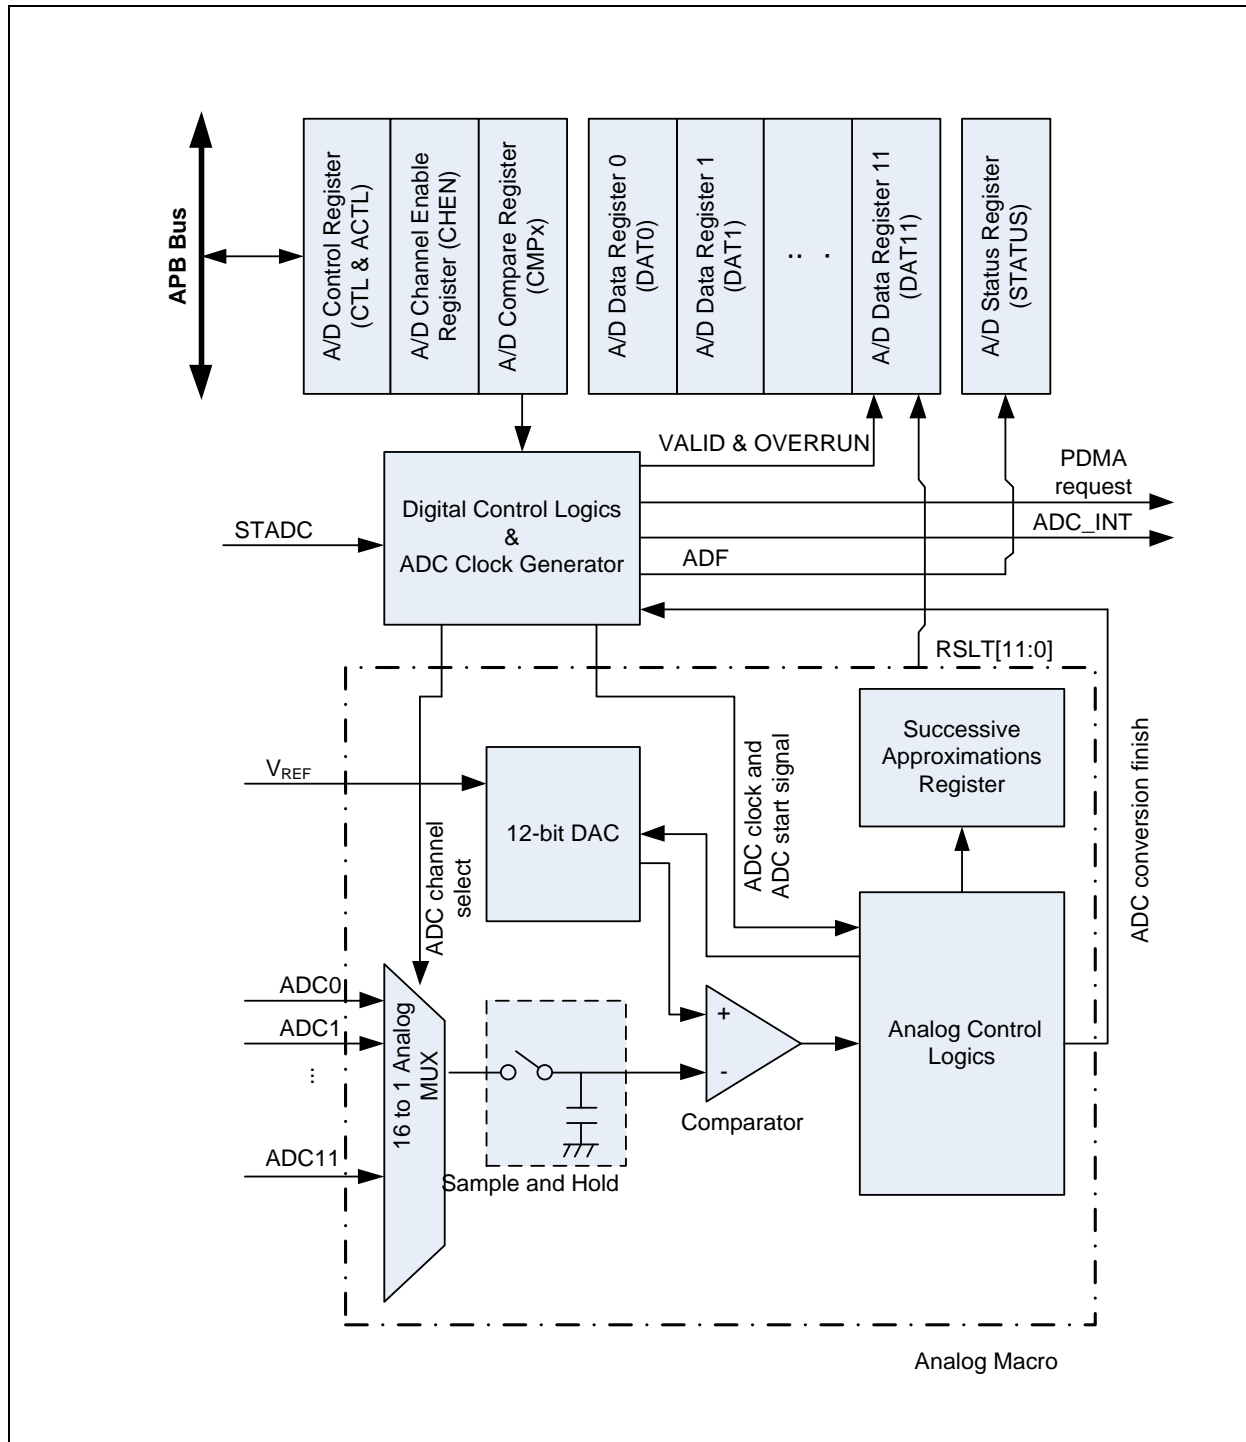 APB Bus
A/D Control Register
(CTL & ACTL)
A/D Channel Enable
Register (CHEN)
A/D Compare Register
(CMPx)
A/D Data Register 0
(DAT0)
A/D Data Register 1
(DAT1)
.. .
A/D Data Register 11
(DAT11)
A/D Status Register
(STATUS)
VALID & OVERRUN
PDMA
request
ADC_INT
ADF
STADC
Digital Control Logics
&
ADC Clock Generator
RSLT[11:0]
VREF
12-bit DAC
ADC channel
select
ADC clock and
ADC start signal
Successive
Approximations
Register
ADC conversion finish
ADC0
ADC1
...
ADC11
16 to 1 Analog
MUX
Sample and Hold
+
-
Comparator
Analog Control
Logics
Analog Macro